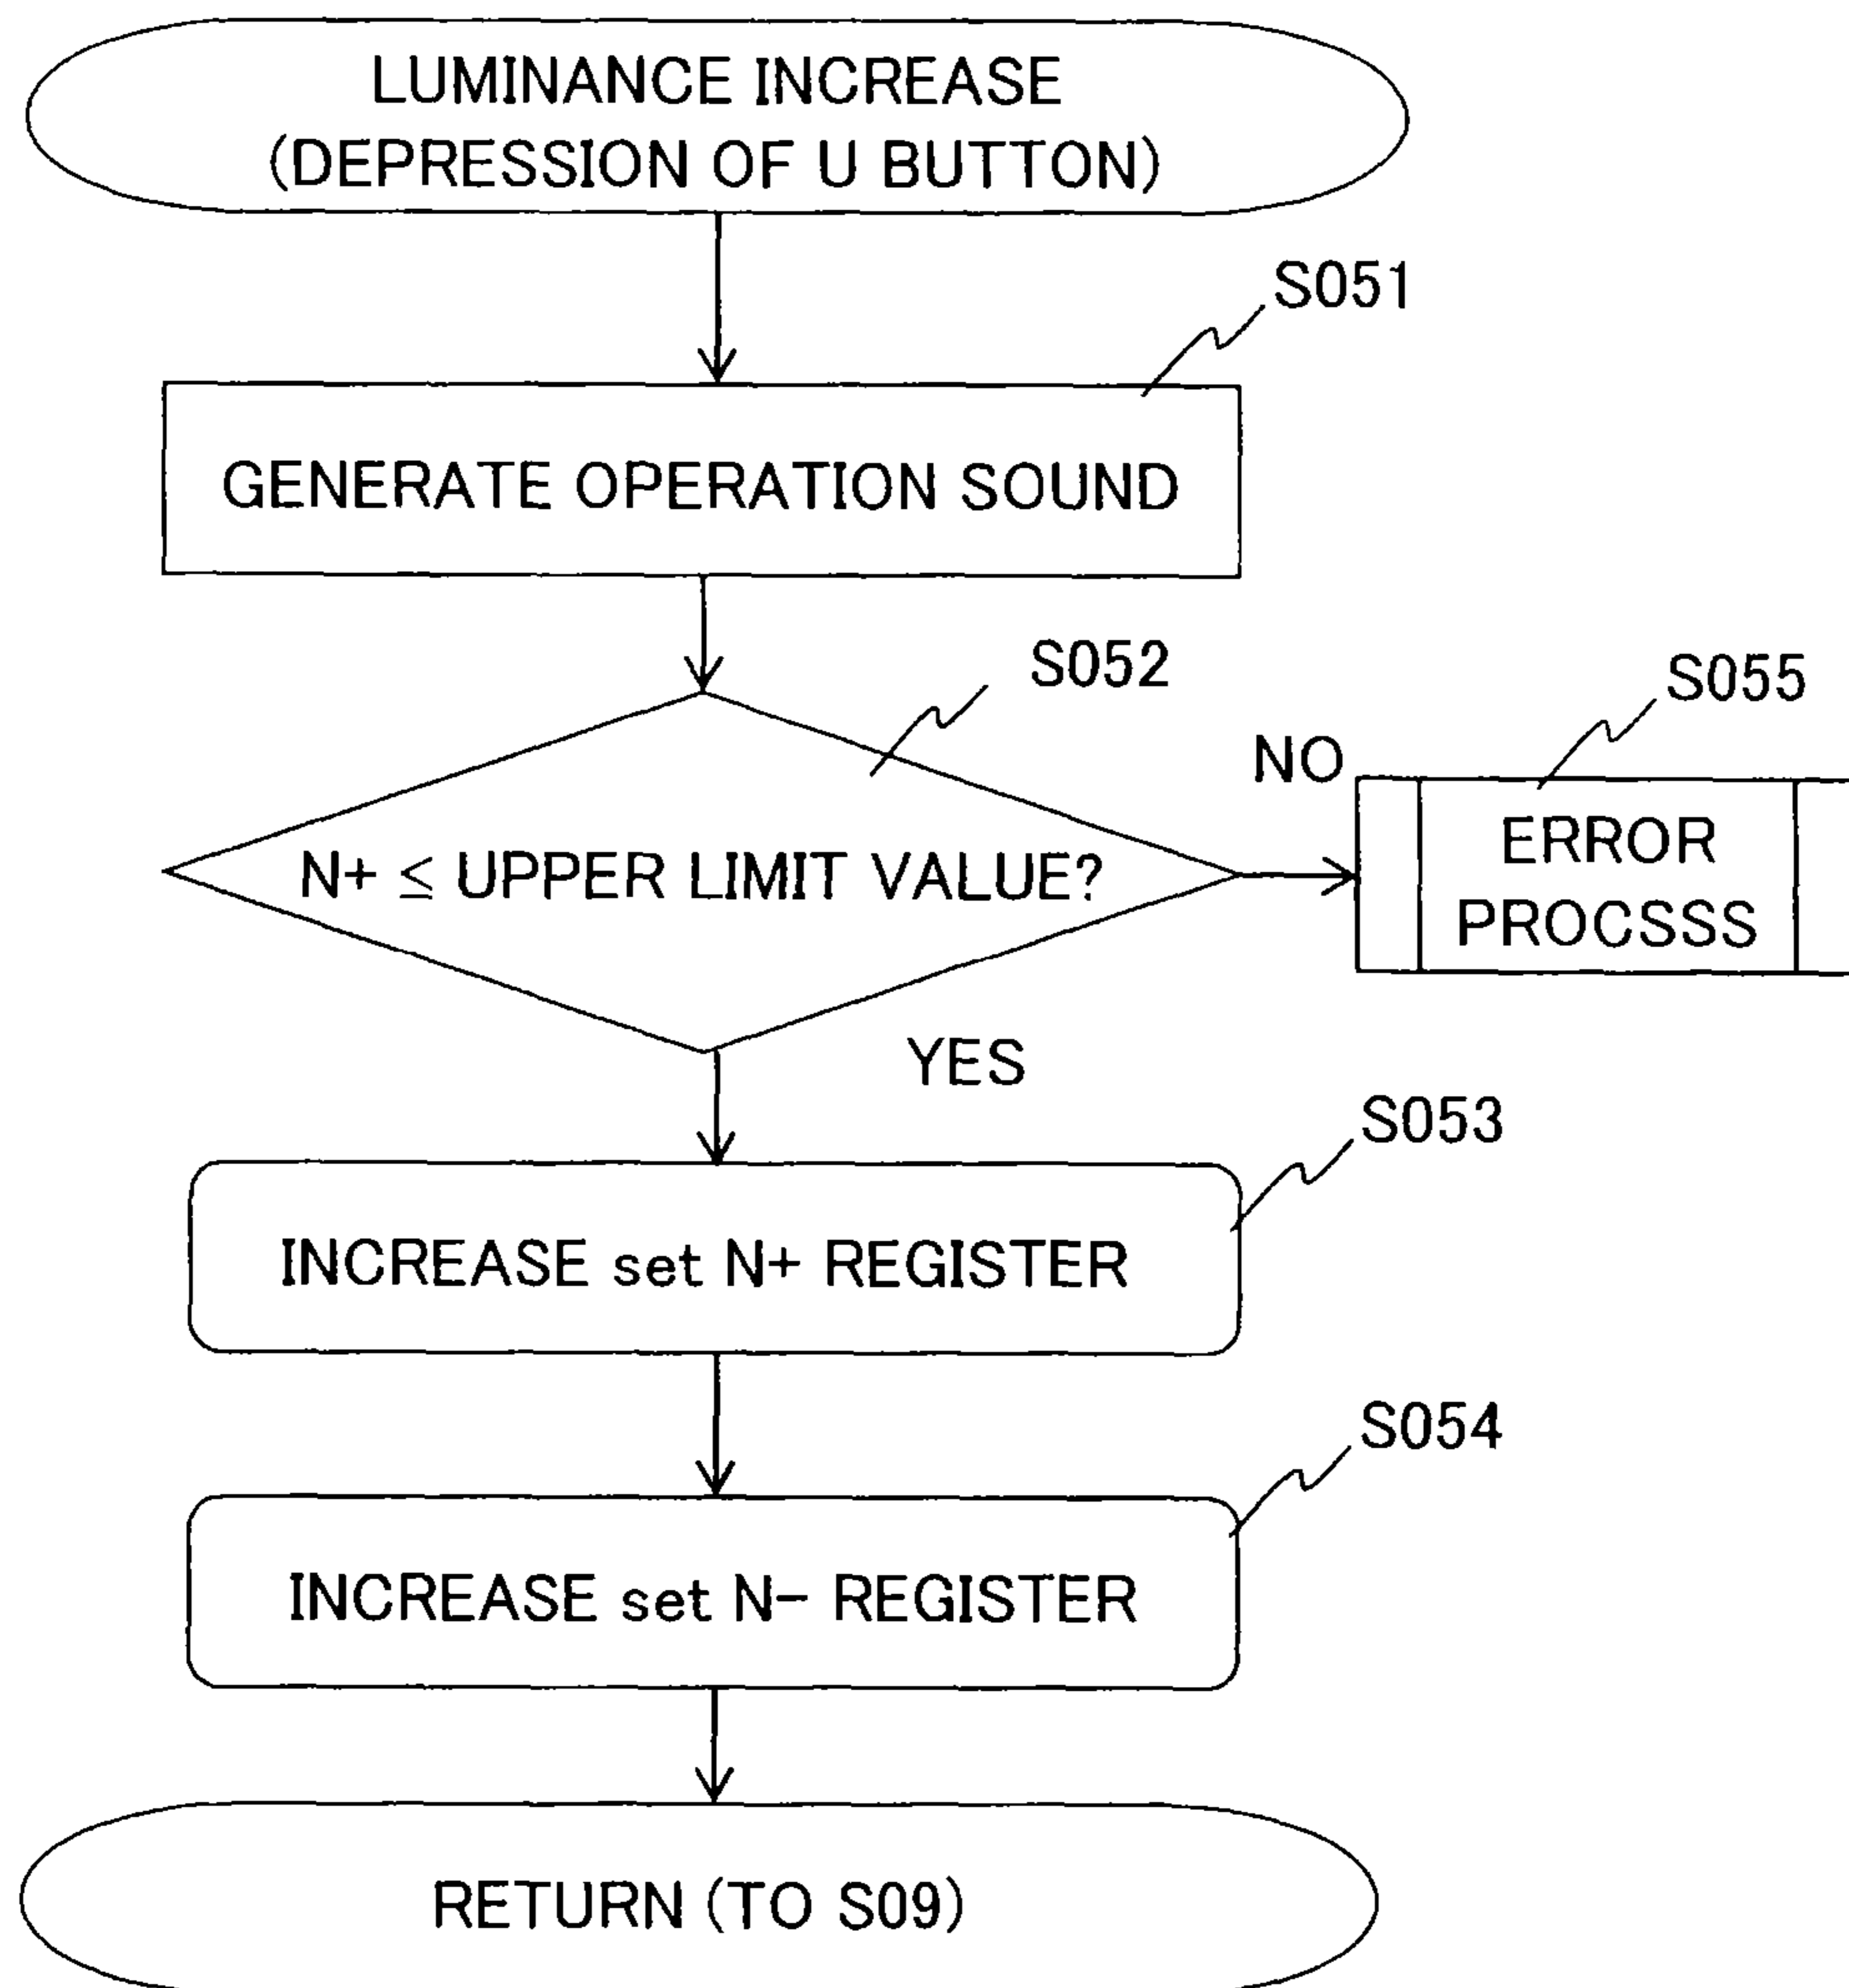 LUMINANCE INCREASE
(DEPRESSION OF U BUTTON)
S051
GENERATE OPERATION SOUND
S052
S055
NO
N+ ≦ UPPER LIMIT VALUE?
ERROR
PROCSSS
YES
S053
INCREASE set N+ REGISTER
S054
INCREASE set N− REGISTER
RETURN (TO S09)